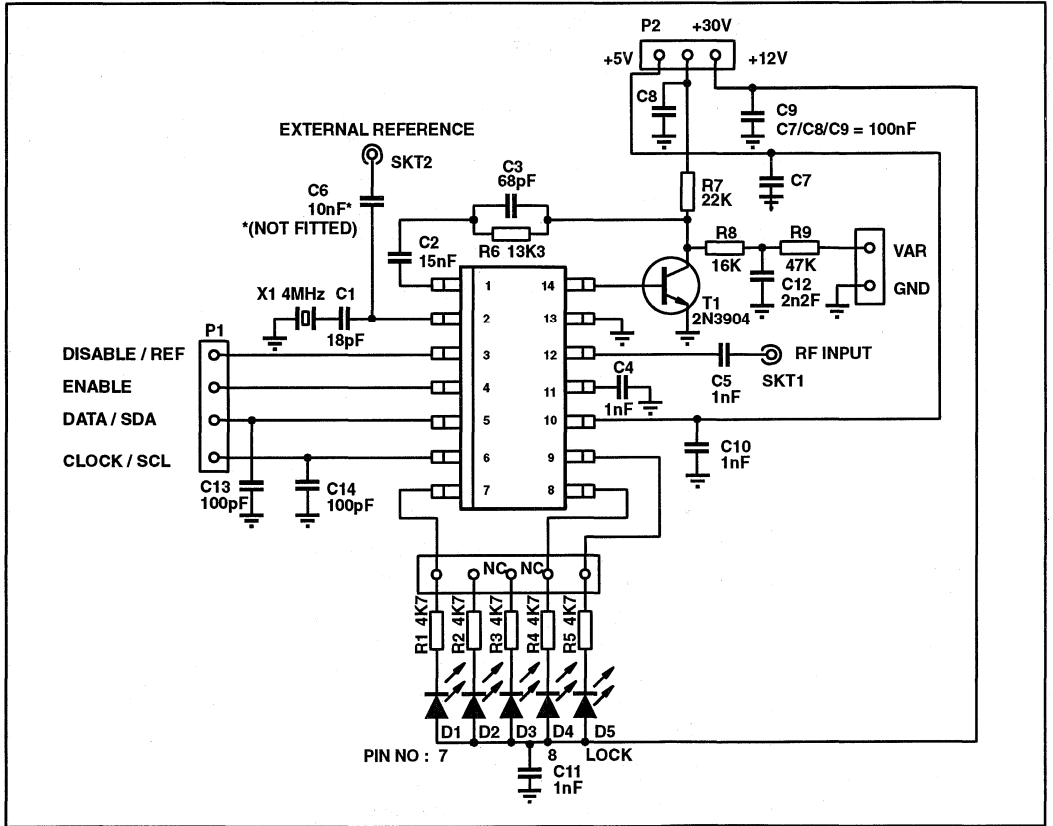 P2 +30V
+5V +12V
C8
C9
C7/C8/C9 = 100nF
EXTERNAL REFERENCE
SKT2
C3
68pF
C6
10nF*
*(NOT FITTED)
C7
R7
22K
C2
15nF
R6 13K3
R8
16K
R9
47K
VAR
GND
C12
2n2F
T1
2N3904
X1 4MHz C1
18pF
P1
1 14
2 13
3 12
4 11
5 10
6 9
7 8
DISABLE / REF
ENABLE
DATA / SDA
CLOCK / SCL
RF INPUT
SKT1
C5
1nF
C4
1nF
C10
1nF
C13
100pF
C14
100pF
NC NC
R1 4K7
R2 4K7
R3 4K7
R4 4K7
R5 4K7
D1 D2 D3 D4 D5
PIN NO : 7 8 LOCK
C11
1nF